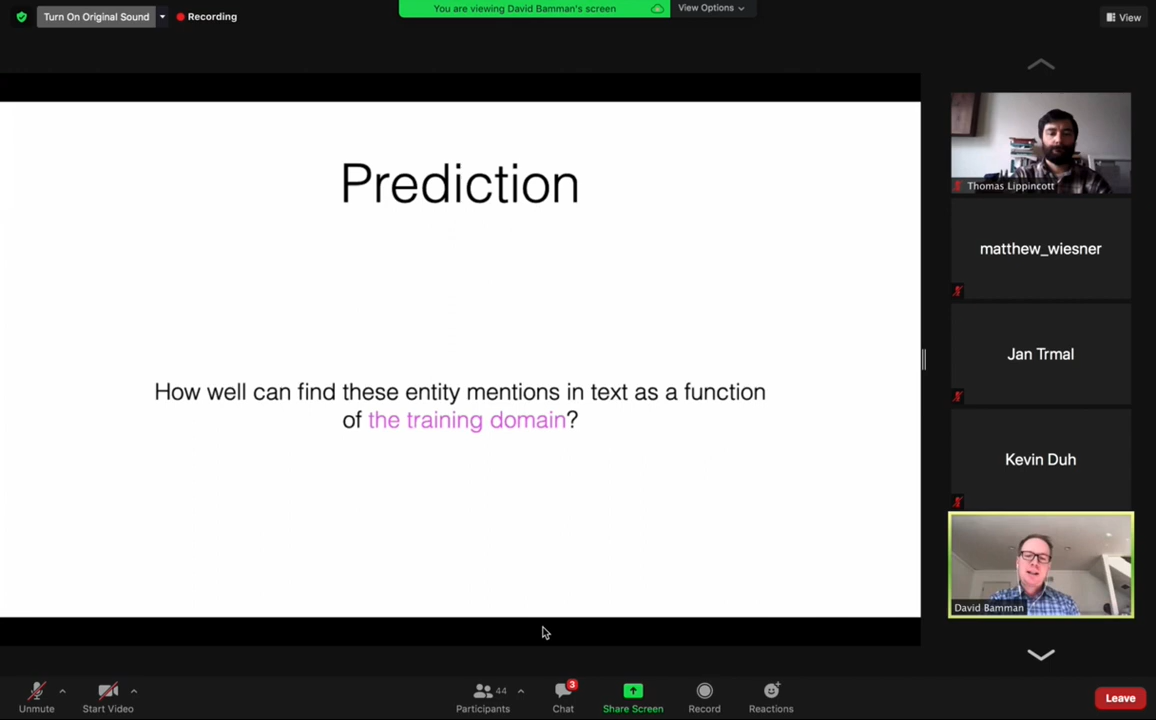 Turn On Original Sound
Recording
You are viewing David Bamman's screen
View Options
View
Prediction
How well can find these entity mentions in text as a function
of the training domain?
Thomas Lippincott
matthew_wiesner
Jan Trmal
Kevin Duh
David Bamman
Unmute
Start Video
44
Participants
3
Chat
Share Screen
Record
Reactions
Leave